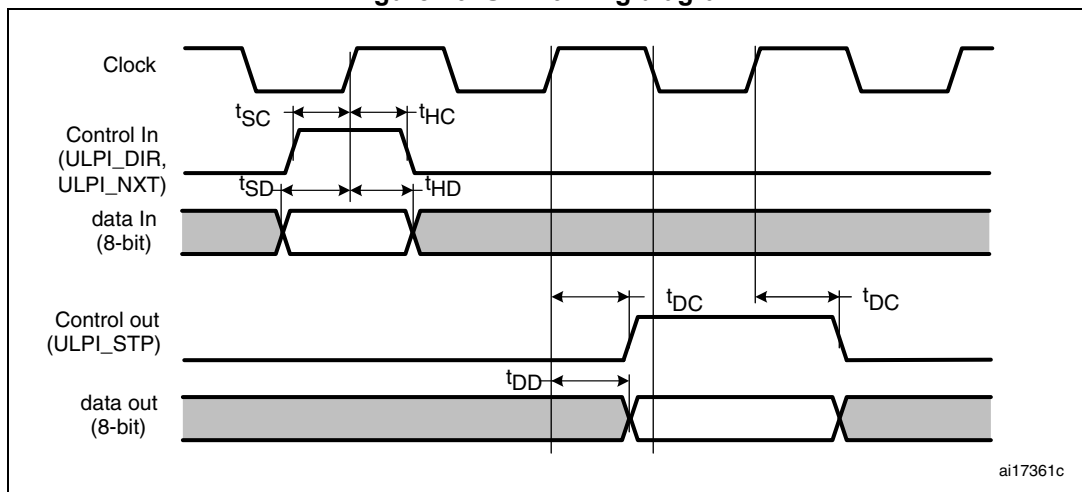 Clock
tSC
tHC
Control In
(ULPI_DIR,
ULPI_NXT)
tSD
tHD
data In
(8-bit)
tDC
tDC
Control out
(ULPI_STP)
tDD
data out
(8-bit)
ai17361c